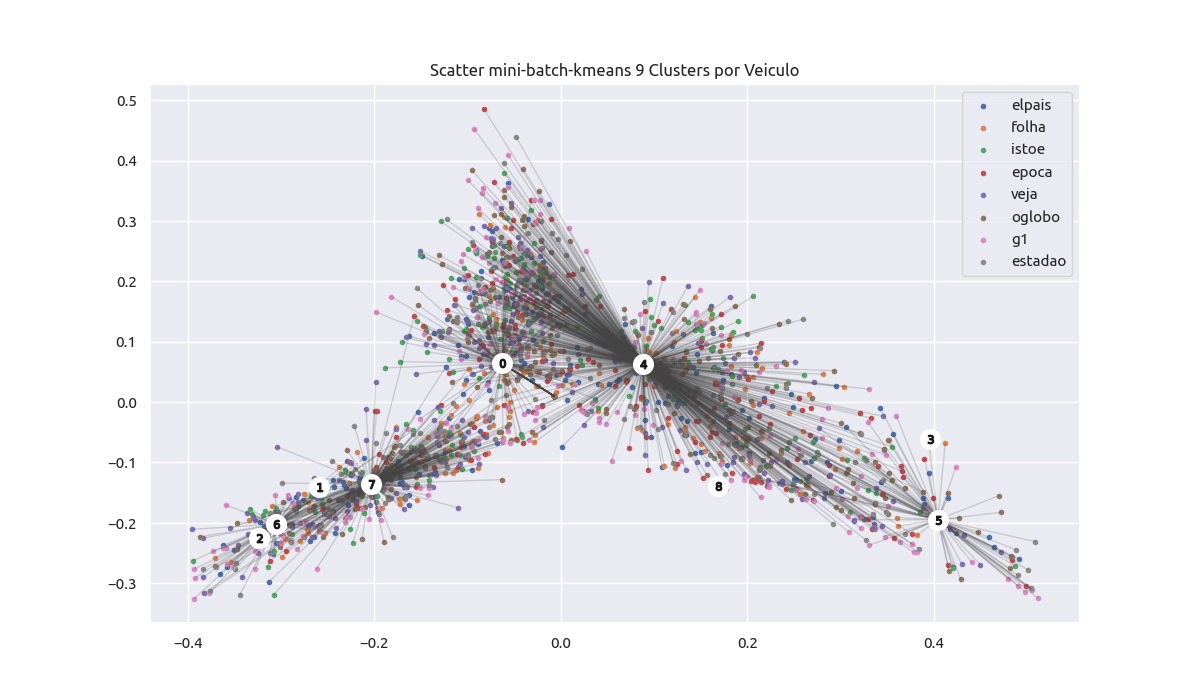 Scatter mini-batch-kmeans 9 Clusters por Veiculo
0.5
0.4
0.3
0.2
0.1
0.0
−0.1
−0.2
−0.3
−0.4
−0.2
0.0
0.2
0.4
elpais
folha
istoe
epoca
veja
oglobo
g1
estadao
0
4
3
8
1
7
6
2
5